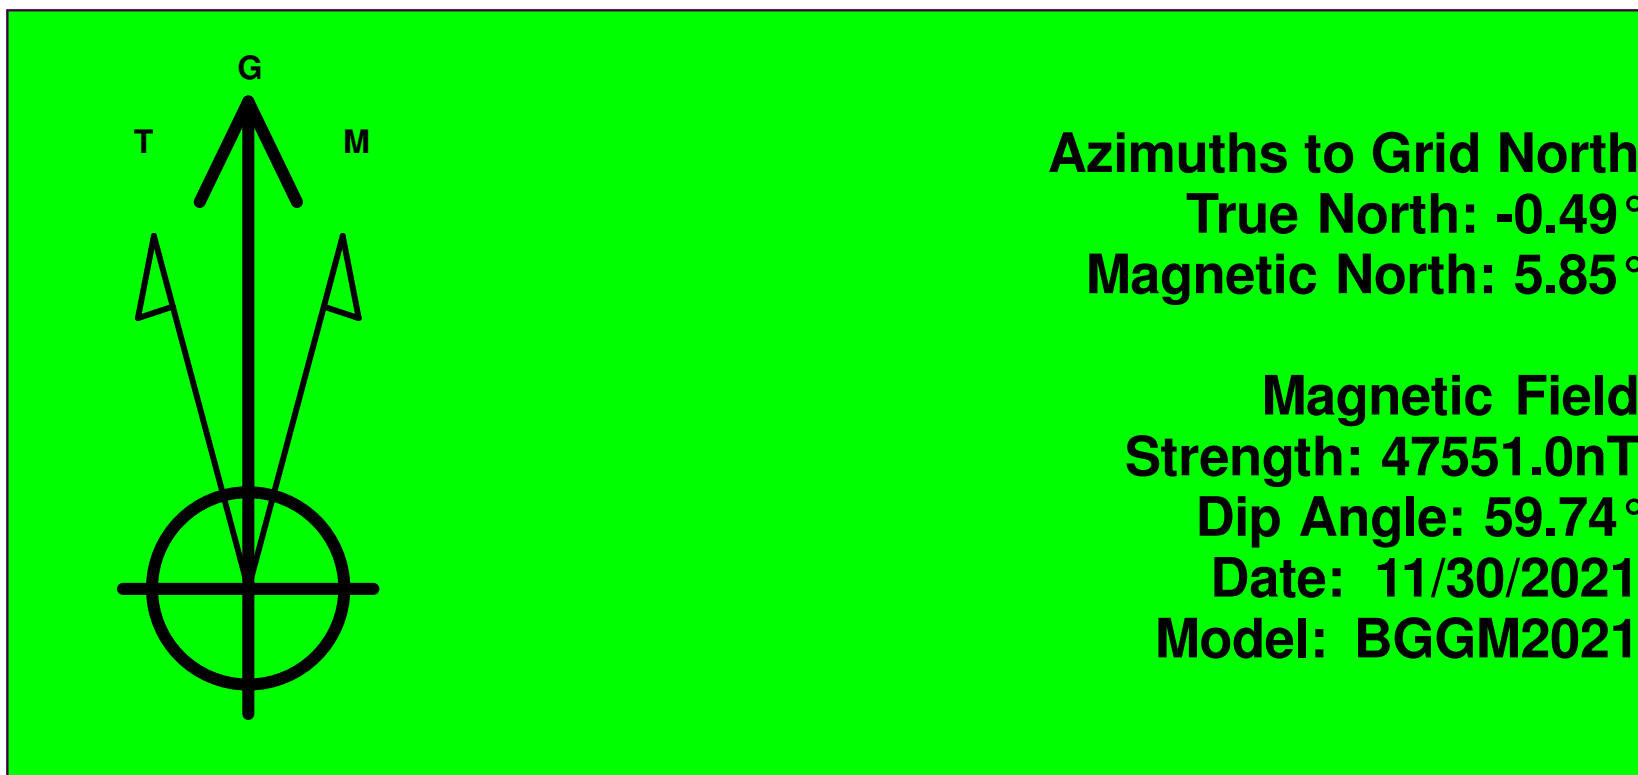 G
T M
Azimuths to Grid North
True North: -0.49°
Magnetic North: 5.85°
Magnetic Field
Strength: 47551.0nT
Dip Angle: 59.74°
Date: 11/30/2021
Model: BGGM2021